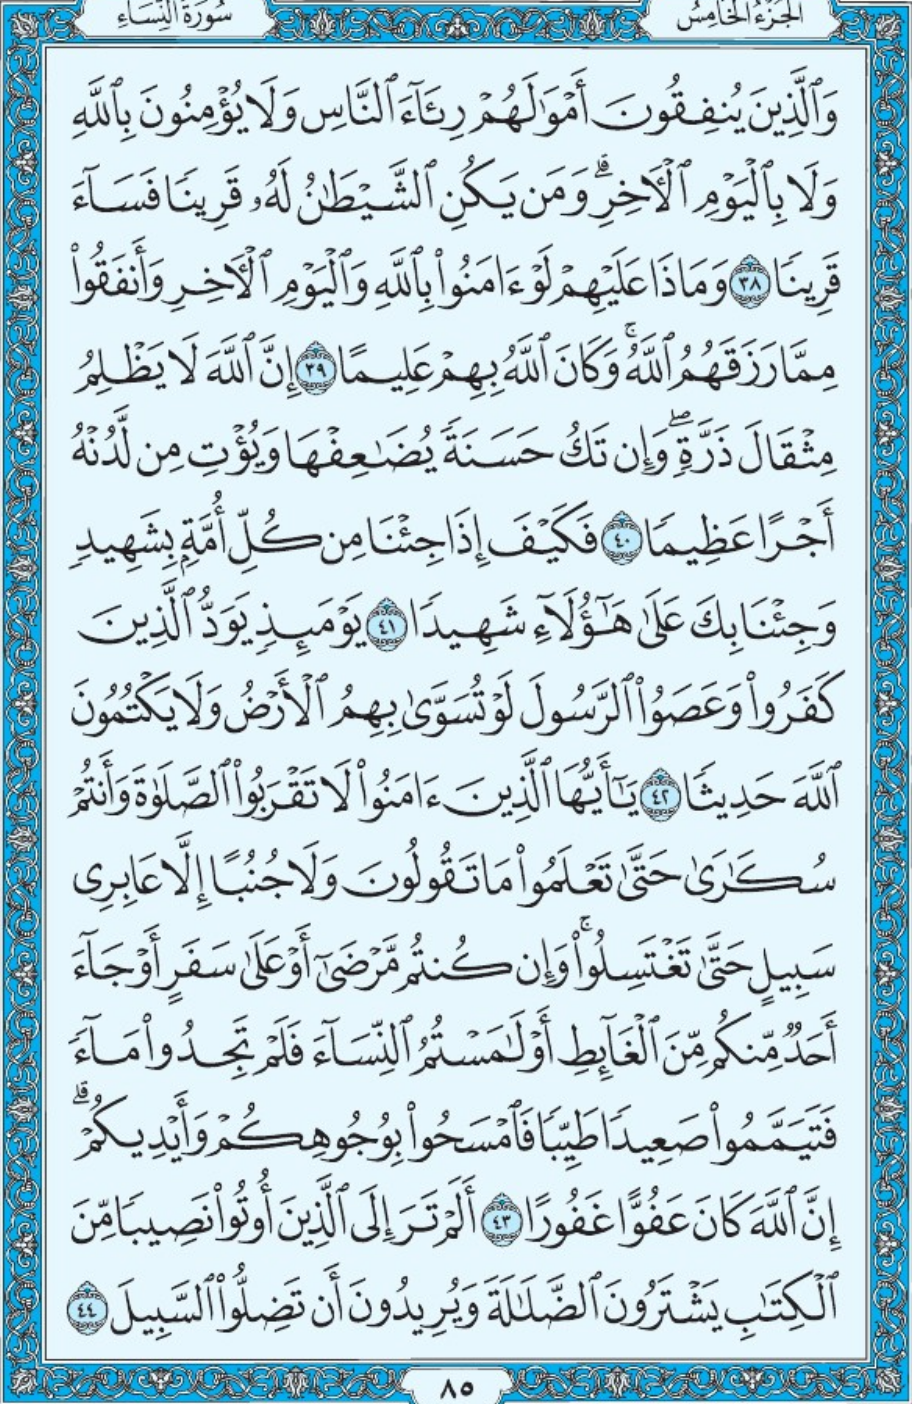 الجزء الخامس
سورة النساء
وَٱلَّذِينَ يُنفِقُونَ أَمْوَٰلَهُمْ رِئَآءَ ٱلنَّاسِ وَلَا يُؤْمِنُونَ بِٱللَّهِ
وَلَا بِٱلْيَوْمِ ٱلْءَاخِرِ ۗ وَمَن يَكُنِ ٱلشَّيْطَٰنُ لَهُۥ قَرِينًا فَسَآءَ
قَرِينًا ٣٨ وَمَاذَا عَلَيْهِمْ لَوْ ءَامَنُوا۟ بِٱللَّهِ وَٱلْيَوْمِ ٱلْءَاخِرِ وَأَنفَقُوا۟
مِمَّا رَزَقَهُمُ ٱللَّهُ ۚ وَكَانَ ٱللَّهُ بِهِمْ عَلِيمًا ٣٩ إِنَّ ٱللَّهَ لَا يَظْلِمُ
مِثْقَالَ ذَرَّةٍ ۖ وَإِن تَكُ حَسَنَةً يُضَٰعِفْهَا وَيُؤْتِ مِن لَّدُنْهُ
أَجْرًا عَظِيمًا ٤٠ فَكَيْفَ إِذَا جِئْنَا مِن كُلِّ أُمَّةٍۭ بِشَهِيدٍ
وَجِئْنَا بِكَ عَلَىٰ هَٰٓؤُلَآءِ شَهِيدًا ٤١ يَوْمَئِذٍ يَوَدُّ ٱلَّذِينَ
كَفَرُوا۟ وَعَصَوُا۟ ٱلرَّسُولَ لَوْ تُسَوَّىٰ بِهِمُ ٱلْأَرْضُ وَلَا يَكْتُمُونَ
ٱللَّهَ حَدِيثًا ٤٢ يَٰٓأَيُّهَا ٱلَّذِينَ ءَامَنُوا۟ لَا تَقْرَبُوا۟ ٱلصَّلَوٰةَ وَأَنتُمْ
سُكَٰرَىٰ حَتَّىٰ تَعْلَمُوا۟ مَا تَقُولُونَ وَلَا جُنُبًا إِلَّا عَابِرِى
سَبِيلٍ حَتَّىٰ تَغْتَسِلُوا۟ ۚ وَإِن كُنتُم مَّرْضَىٰٓ أَوْ عَلَىٰ سَفَرٍ أَوْ جَآءَ
أَحَدٌ مِّنكُم مِّنَ ٱلْغَآئِطِ أَوْ لَٰمَسْتُمُ ٱلنِّسَآءَ فَلَمْ تَجِدُوا۟ مَآءً
فَتَيَمَّمُوا۟ صَعِيدًا طَيِّبًا فَٱمْسَحُوا۟ بِوُجُوهِكُمْ وَأَيْدِيكُمْ ۗ
إِنَّ ٱللَّهَ كَانَ عَفُوًّا غَفُورًا ٤٣ أَلَمْ تَرَ إِلَى ٱلَّذِينَ أُوتُوا۟ نَصِيبًا مِّنَ
ٱلْكِتَٰبِ يَشْتَرُونَ ٱلضَّلَٰلَةَ وَيُرِيدُونَ أَن تَضِلُّوا۟ ٱلسَّبِيلَ ٤٤
٨٥